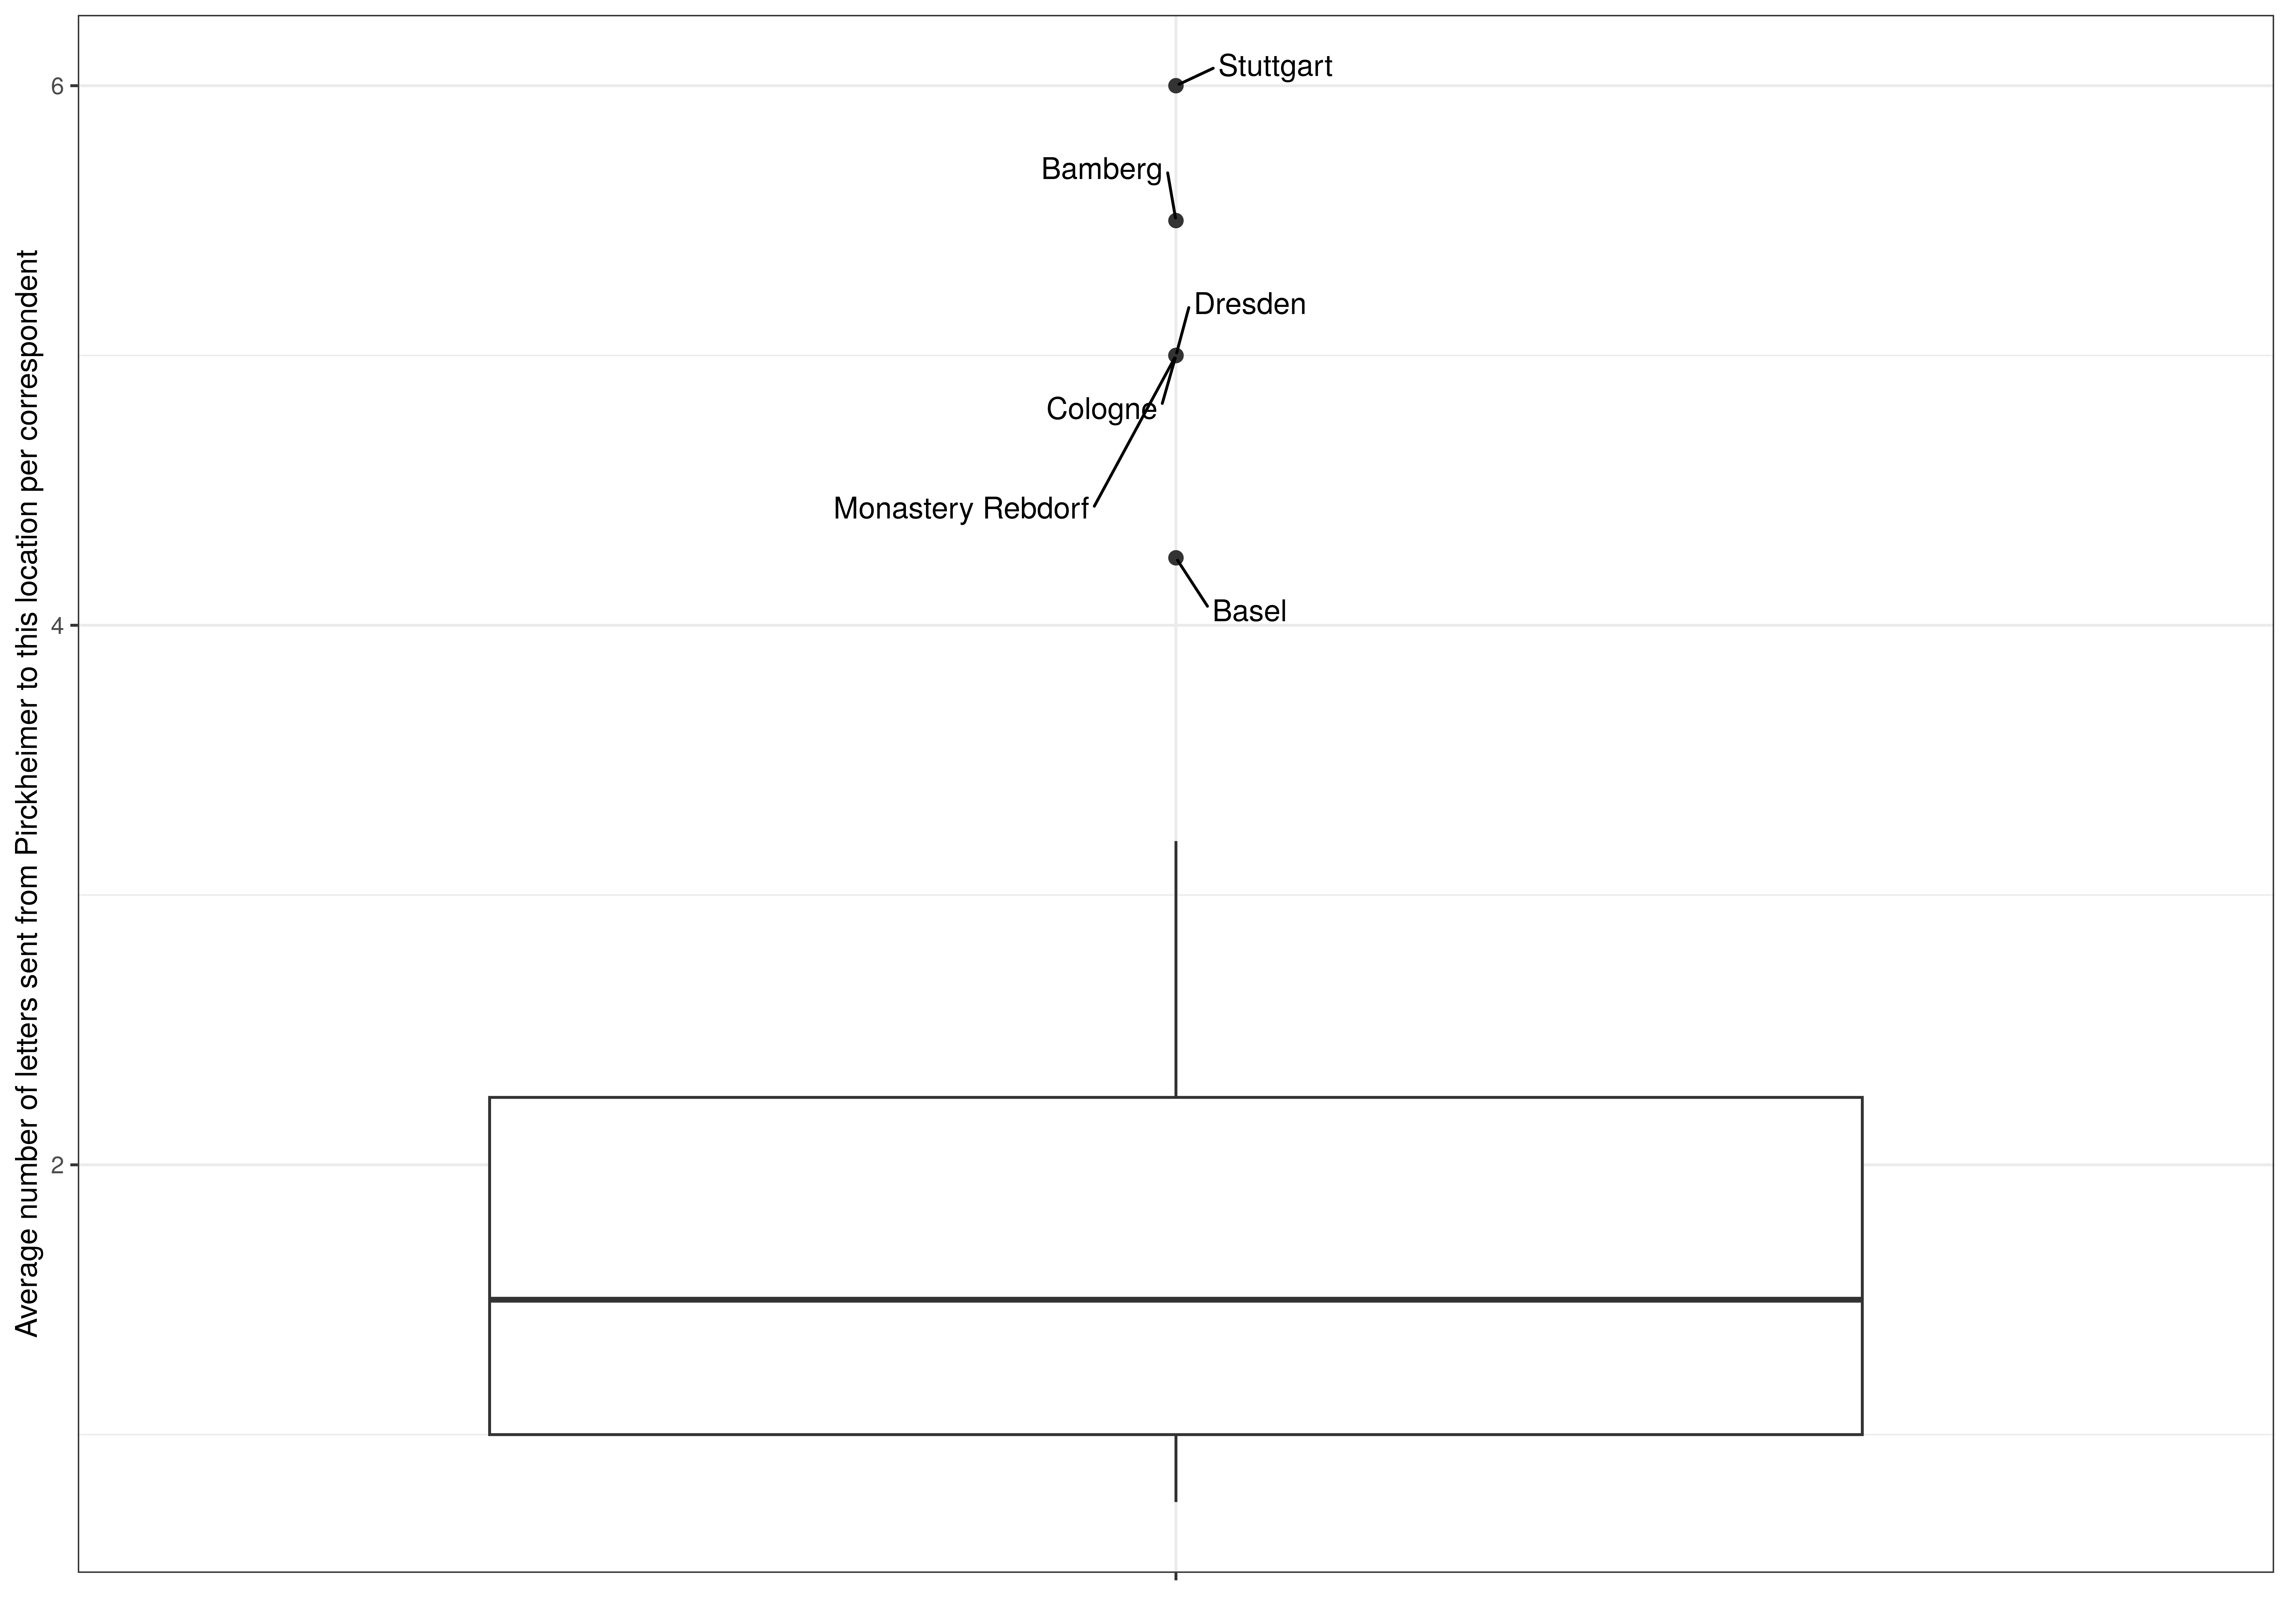 Average number of letters sent from Pirckheimer to this location per correspondent
6
4
2
Stuttgart
Bamberg
Dresden
Cologne
Monastery Rebdorf
Basel